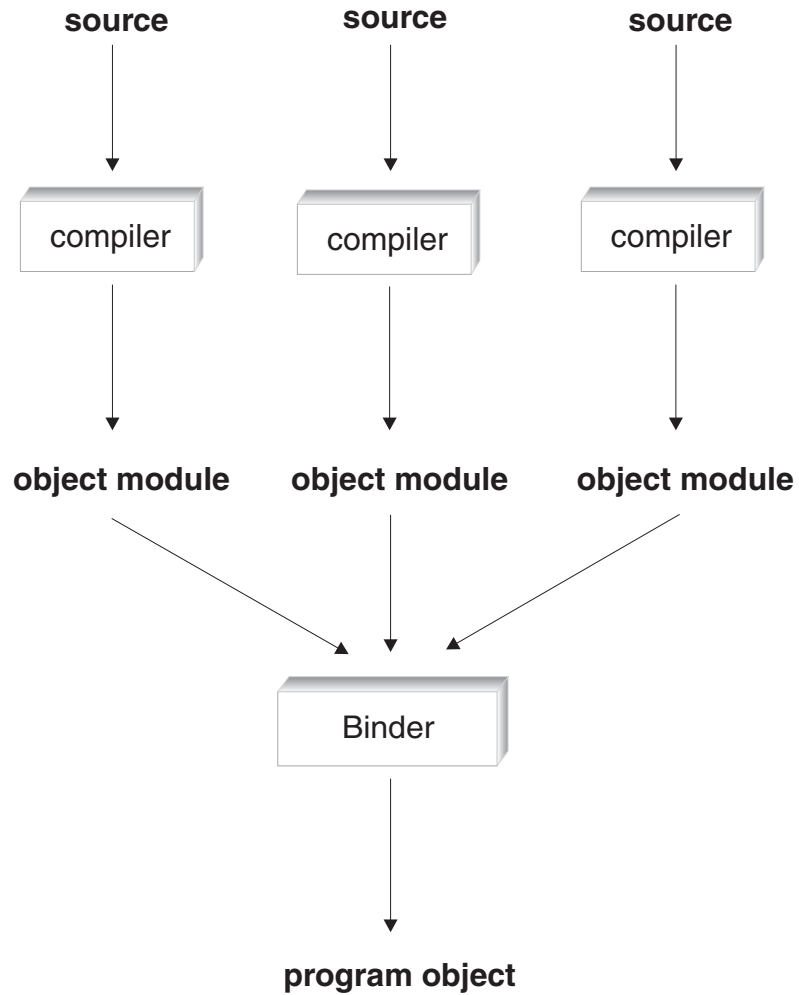 source
source
source
compiler
compiler
compiler
object module
object module
object module
Binder
program object